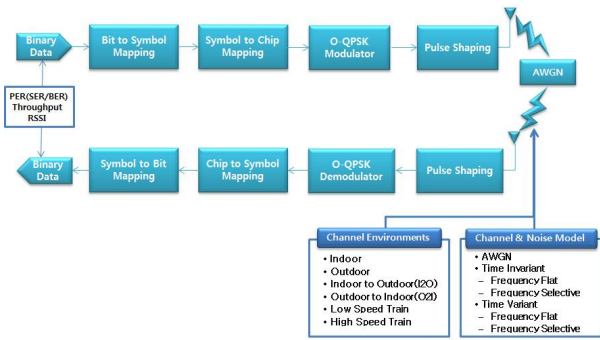 Binary
Data
Bit to Symbol
Mapping
Symbol to Chip
Mapping
O-QPSK
Modulator
Pulse Shaping
AWGN
PER(SER/BER)
Throughput
RSSI
Binary
Data
Symbol to Bit
Mapping
Chip to Symbol
Mapping
O-QPSK
Demodulator
Pulse Shaping
Channel Environments
• Indoor
• Outdoor
• Indoor to Outdoor(I2O)
• Outdoor to Indoor(O2I)
• Low Speed Train
• High Speed Train
Channel & Noise Model
• AWGN
• Time Invariant
– Frequency Flat
– Frequency Selective
• Time Variant
– Frequency Flat
– Frequency Selective